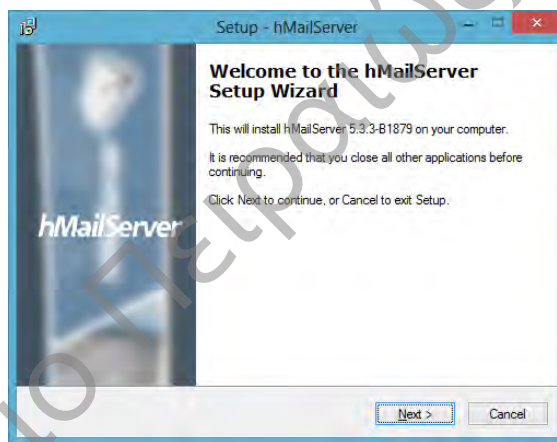 Setup - hMailServer
Welcome to the hMailServer
Setup Wizard
This will install hMailServer 5.3.3-B1879 on your computer.
It is recommended that you close all other applications before
continuing.
Click Next to continue, or Cancel to exit Setup.
hMailServer
Next >
Cancel
ιο Πειραιώς